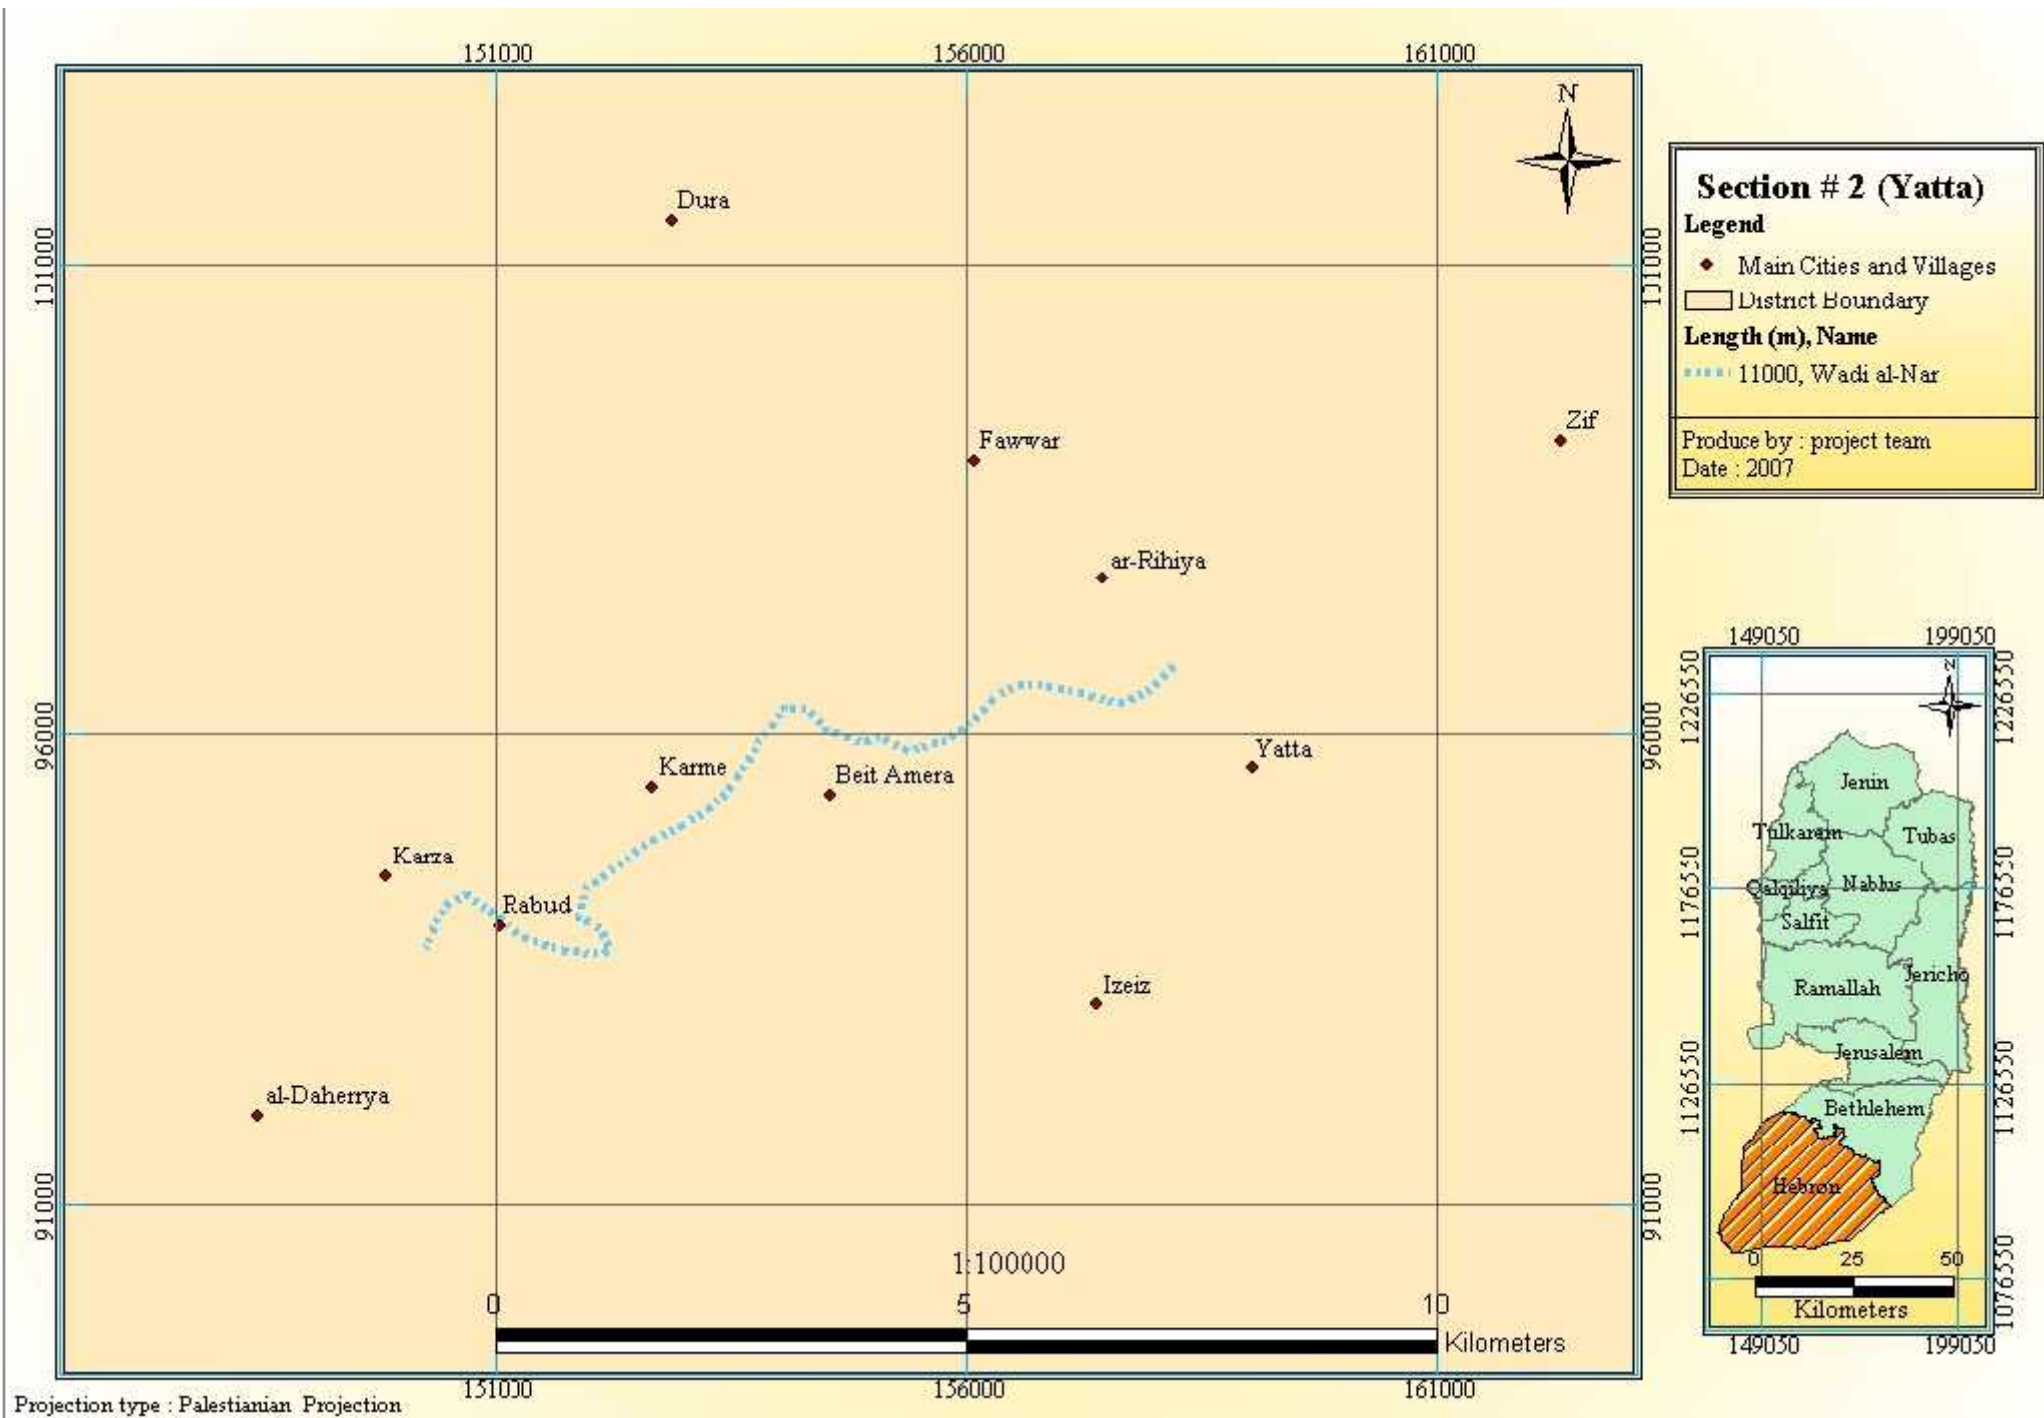 151000 156000 161000
N
Dura
101000 101000
Zif
Fawwar
ar-Rihiya
96000 96000
Yatta
Karme
Beit Amera
Karza
Rabud
Izeiz
al-Daherrya
91000 91000
1:100000
0 5 10
Kilometers
151000 156000 161000
Projection type : Palestianian Projection
Section # 2 (Yatta)
Legend
Main Cities and Villages
District Boundary
Length (m), Name
11000, Wadi al-Nar
Produce by : project team
Date : 2007
149050 199050
1226550 1226550
N
Jenin
Tulkarem
Tubas
1176550 1176550
Qalqiliya
Nablus
Salfit
Jericho
Ramallah
Jerusalem
1126550 1126550
Bethlehem
Hebron
0 25 50
Kilometers
1076550 1076550
149050 199050